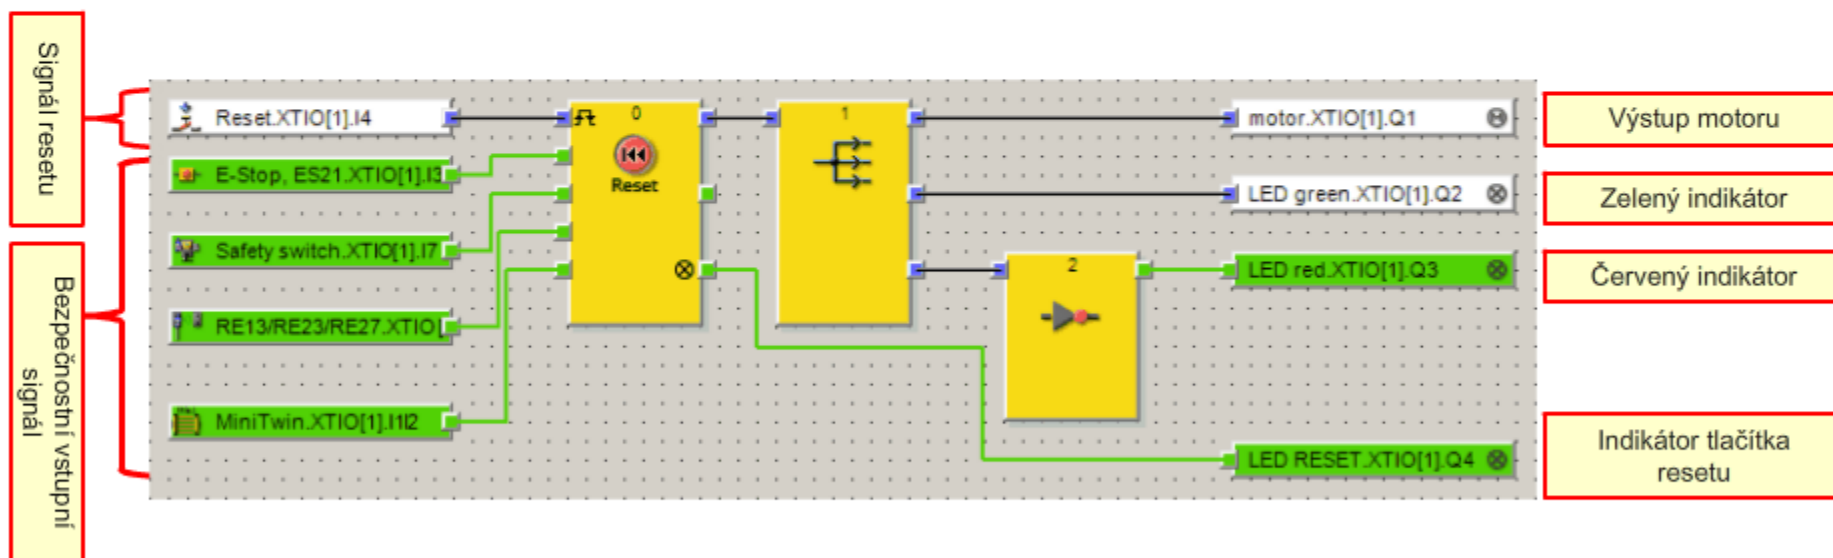 Signál resetu
Bezpečnostní vstupní
signál
Reset.XTIO[1].I4
E-Stop, ES21.XTIO[1].I3
Safety switch.XTIO[1].I7
RE13/RE23/RE27.XTIO[
MiniTwin.XTIO[1].I1I2
0
Reset
1
2
motor.XTIO[1].Q1
LED green.XTIO[1].Q2
LED red.XTIO[1].Q3
LED RESET.XTIO[1].Q4
Výstup motoru
Zelený indikátor
Červený indikátor
Indikátor tlačítka
resetu